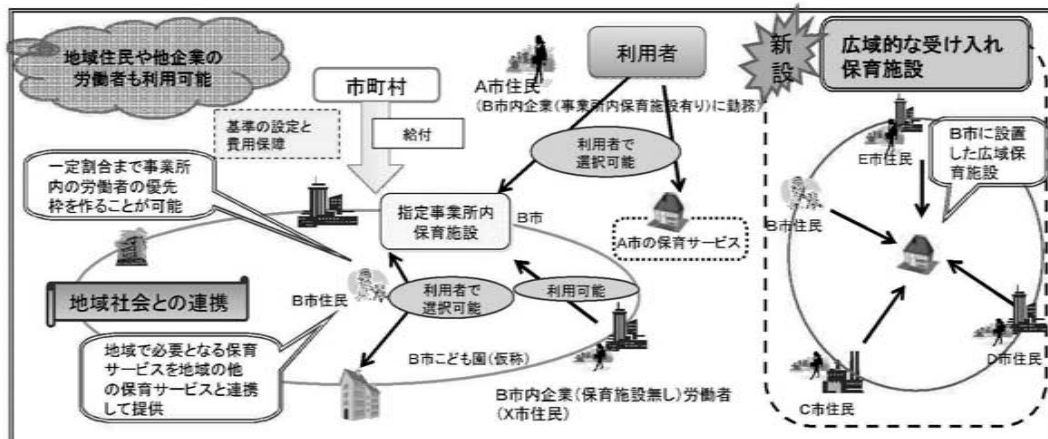 地域住民や他企業の
労働者も利用可能
市町村
基準の設定と
費用保障
給付
A市住民
(B市内企業(事業所内保育施設有り)に勤務)
利用者
利用者で
選択可能
一定割合まで事業所
内の労働者の優先
枠を作ることが可能
指定事業所内
保育施設
B市
A市の保育サービス
地域社会との連携
B市住民
利用者で
選択可能
利用可能
地域で必要となる保育
サービスを地域の他
の保育サービスと連携
して提供
B市こども園(仮称)
B市内企業(保育施設無し)労働者
(X市住民)
新
設
広域的な受け入れ
保育施設
E市住民
B市に設置
した広域保
育施設
B市住民
D市住民
C市住民